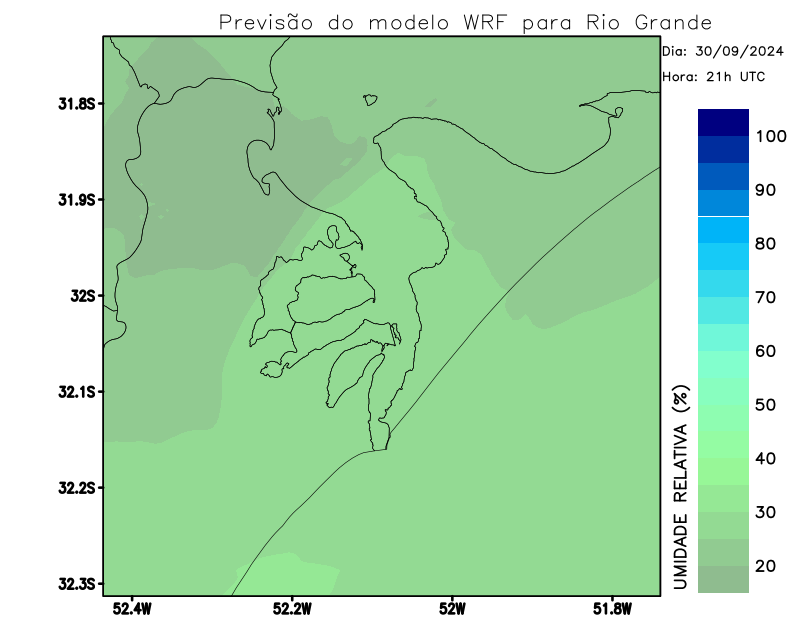 Previsão do modelo WRF para Rio Grande
Dia: 30/09/2024
Hora: 21h UTC
31.8S
31.9S
32S
32.1S
32.2S
32.3S
52.4W
52.2W
52W
51.8W
100
90
80
70
60
50
40
30
20
UMIDADE RELATIVA (%)